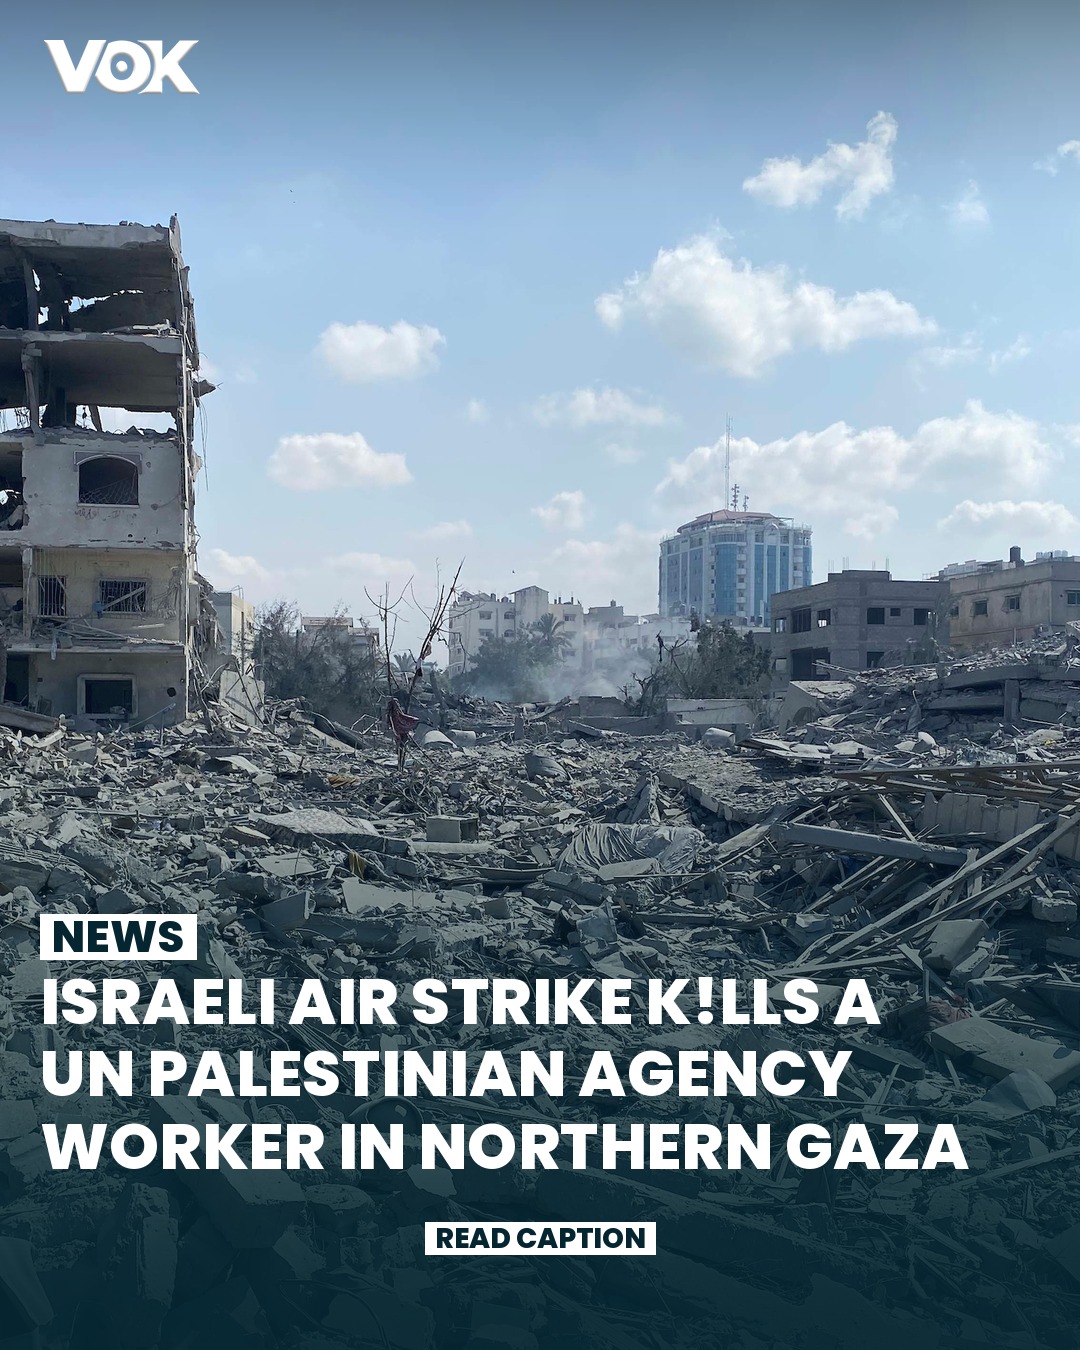 VOK
NEWS
ISRAELI AIR STRIKE K!LLS A
UN PALESTINIAN AGENCY
WORKER IN NORTHERN GAZA
READ CAPTION